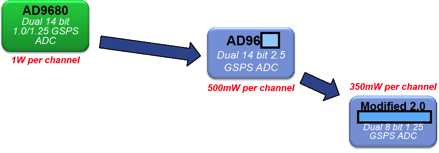 AD9680
Dual 14 bit
1.0/1.25 GSPS
ADC
1W per channel
AD96
Dual 14 bit 2.5
GSPS ADC
500mW per channel
350mW per channel
Modified 2.0
Dual 8 bit 1.25
GSPS ADC